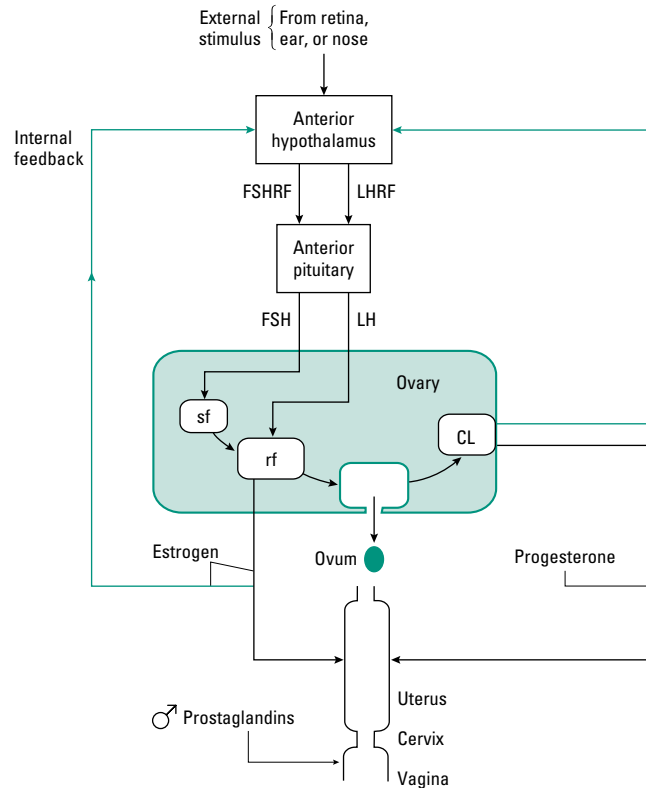 External
stimulus
From retina,
ear, or nose
Anterior
hypothalamus
Internal
feedback
FSHRF
LHRF
Anterior
pituitary
FSH
LH
Ovary
sf
CL
rf
Estrogen
Ovum
Progesterone
Uterus
♂ Prostaglandins
Cervix
Vagina